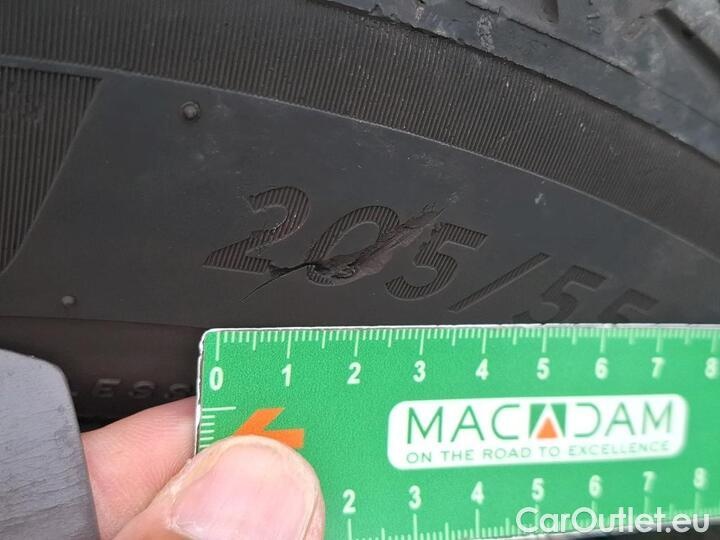 205/55
LESS
0 1 2 3 4 5 6 7 8
MACADAM
ON THE ROAD TO EXCELLENCE
2 3 4 5 6 7 8
CarOutlet.eu